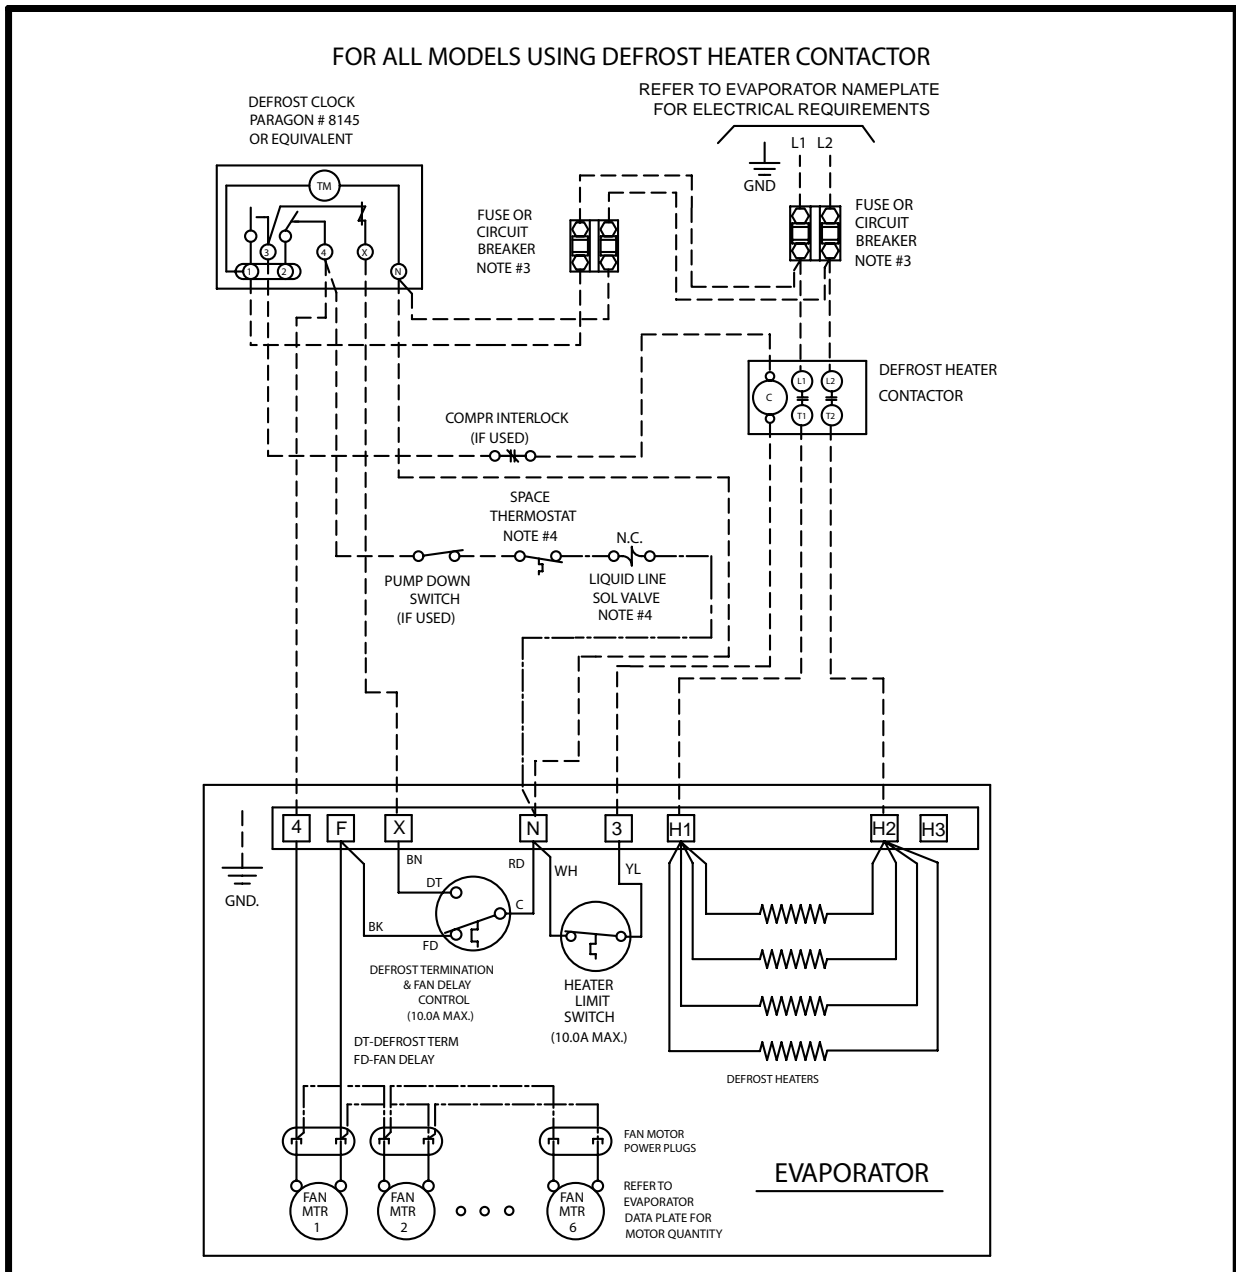 FOR ALL MODELS USING DEFROST HEATER CONTACTOR
REFER TO EVAPORATOR NAMEPLATE
FOR ELECTRICAL REQUIREMENTS
DEFROST CLOCK
PARAGON # 8145
OR EQUIVALENT
L1 L2
GND
TM
3
4
X
1
2
N
FUSE OR
CIRCUIT
BREAKER
NOTE #3
FUSE OR
CIRCUIT
BREAKER
NOTE #3
DEFROST HEATER
CONTACTOR
C
L1
L2
T1
T2
COMPR INTERLOCK
(IF USED)
SPACE
THERMOSTAT
NOTE #4
N.C.
PUMP DOWN
SWITCH
(IF USED)
LIQUID LINE
SOL VALVE
NOTE #4
4 F X N 3 H1 H2 H3
GND.
BN
RD
WH
YL
DT
C
BK
FD
DEFROST TERMINATION
& FAN DELAY
CONTROL
(10.0A MAX.)
HEATER
LIMIT
SWITCH
(10.0A MAX.)
DT-DEFROST TERM
FD-FAN DELAY
DEFROST HEATERS
FAN MOTOR
POWER PLUGS
EVAPORATOR
FAN
MTR
1
FAN
MTR
2
FAN
MTR
6
REFER TO
EVAPORATOR
DATA PLATE FOR
MOTOR QUANTITY